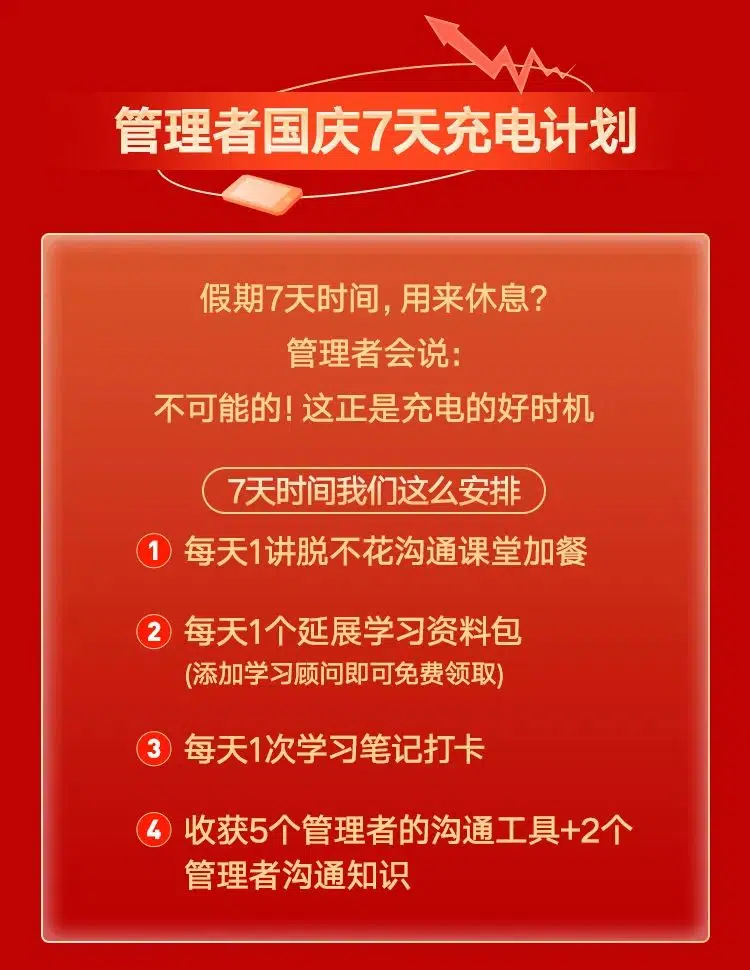 管理者国庆7天充电计划
假期7天时间，用来休息？
管理者会说：
不可能的！这正是充电的好时机
7天时间我们这么安排
1 每天1讲脱不花沟通课堂加餐
2 每天1个延展学习资料包
(添加学习顾问即可免费领取)
3 每天1次学习笔记打卡
4 收获5个管理者的沟通工具+2个
管理者沟通知识